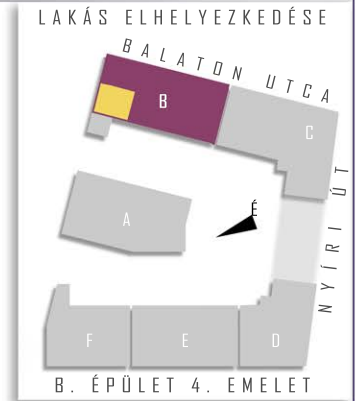 LAKÁS ELHELYEZKEDÉSE
BALATON UTCA
B
C
A
É
NYÍRI ÚT
F
E
D
B. ÉPÜLET 4. EMELET